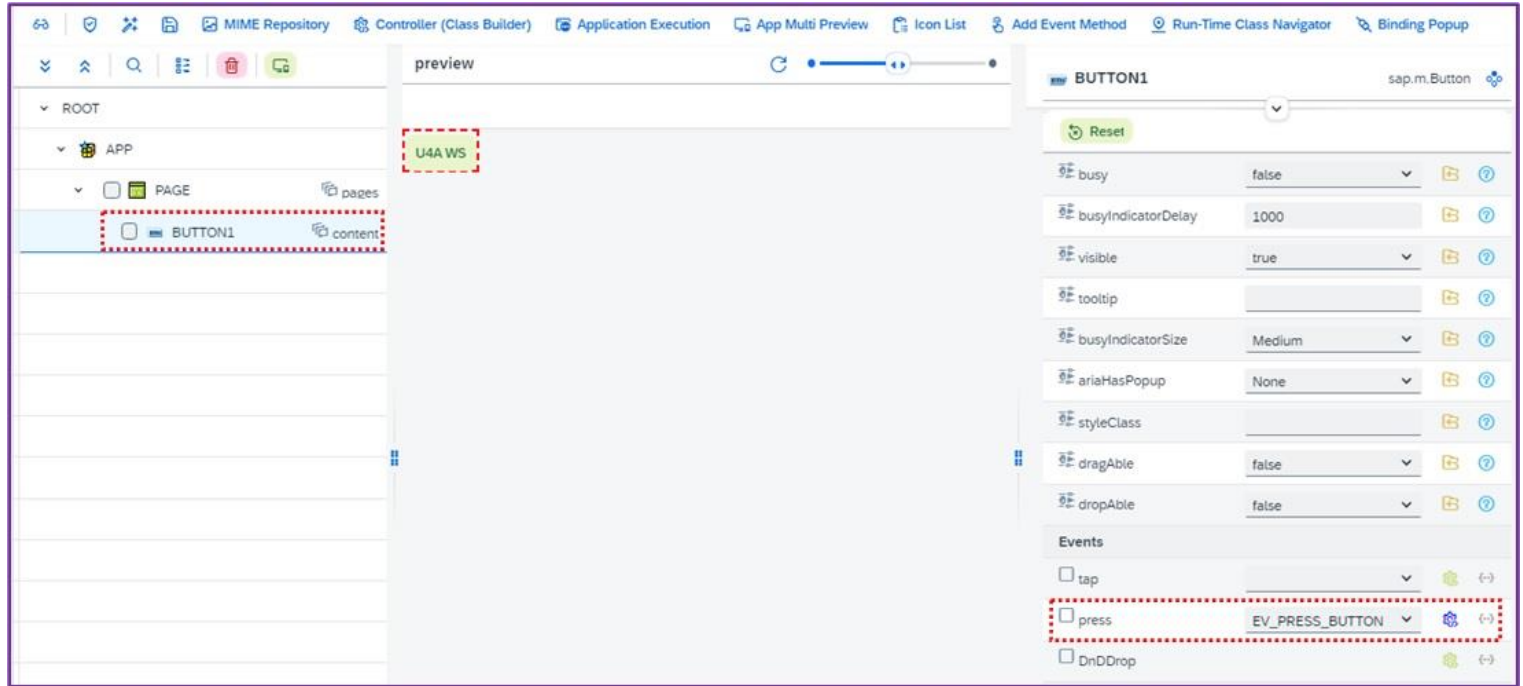 MIME Repository Controller (Class Builder) Application Execution App Multi Preview Icon List Add Event Method Run-Time Class Navigator Binding Popup
preview
BUTTON1 sap.m.Button
Reset
ROOT
APP
PAGE pages
BUTTON1 content
U4A WS
busy false
busyIndicatorDelay 1000
visible true
tooltip
busyIndicatorSize Medium
ariaHasPopup None
styleClass
dragAble false
dropAble false
Events
tap
press EV_PRESS_BUTTON
DnDDrop